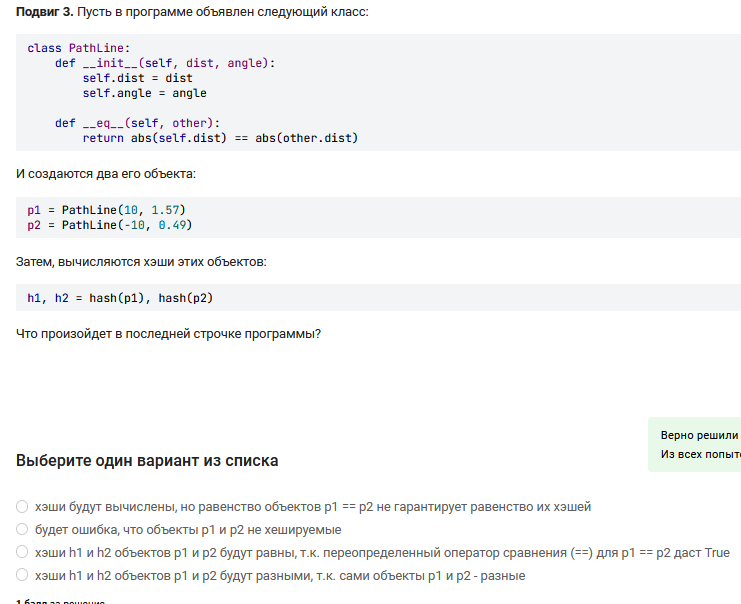 Подвиг 3. Пусть в программе объявлен следующий класс:
class PathLine:
    def __init__(self, dist, angle):
        self.dist = dist
        self.angle = angle
    def __eq__(self, other):
        return abs(self.dist) == abs(other.dist)
И создаются два его объекта:
p1 = PathLine(10, 1.57)
p2 = PathLine(-10, 0.49)
Затем, вычисляются хэши этих объектов:
h1, h2 = hash(p1), hash(p2)
Что произойдет в последней строчке программы?
Верно решили
Из всех попыт
Выберите один вариант из списка
хэши будут вычислены, но равенство объектов p1 == p2 не гарантирует равенство их хэшей
будет ошибка, что объекты p1 и p2 не хешируемые
хэши h1 и h2 объектов p1 и p2 будут равны, т.к. переопределенный оператор сравнения (==) для p1 == p2 даст True
хэши h1 и h2 объектов p1 и p2 будут разными, т.к. сами объекты p1 и p2 - разные
1 балл за решение